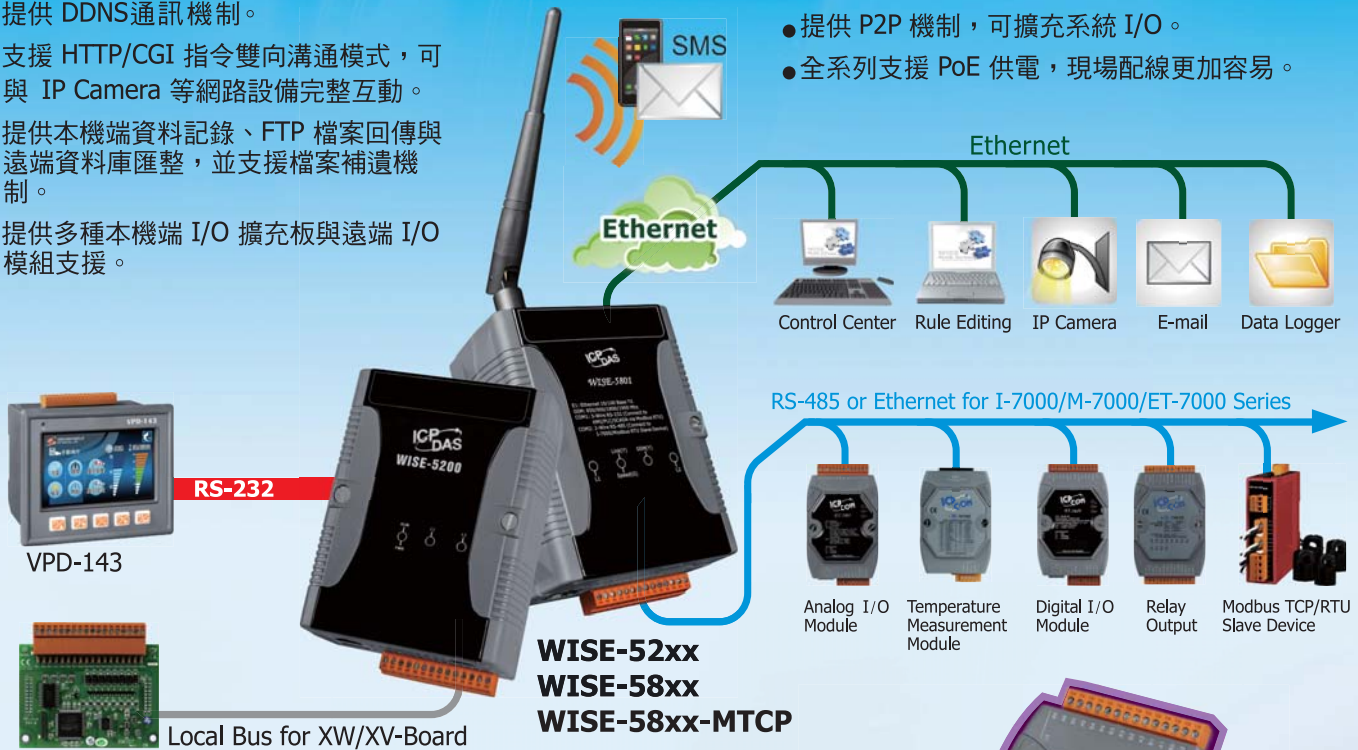 提供 DDNS通訊機制。
支援 HTTP/CGI 指令雙向溝通模式，可
與 IP Camera 等網路設備完整互動。
提供本機端資料記錄、FTP 檔案回傳與
遠端資料庫匯整，並支援檔案補遺機
制。
提供多種本機端 I/O 擴充板與遠端 I/O
模組支援。
SMS
●提供 P2P 機制，可擴充系統 I/O。
●全系列支援 PoE 供電，現場配線更加容易。
Ethernet
Ethernet
Control Center
Rule Editing
IP Camera
E-mail
Data Logger
RS-485 or Ethernet for I-7000/M-7000/ET-7000 Series
Analog I/O
Module
Temperature
Measurement
Module
Digital I/O
Module
Relay
Output
Modbus TCP/RTU
Slave Device
ICP DAS
WISE-5801
ICP DAS
WISE-5200
VPD-143
RS-232
VPD-143
WISE-52xx
WISE-58xx
WISE-58xx-MTCP
Local Bus for XW/XV-Board